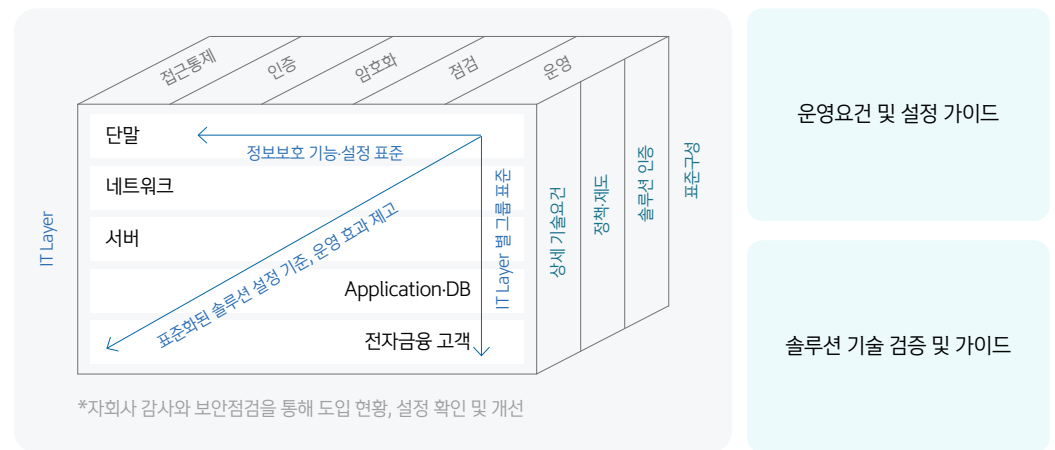 접근통제
인증
암호화
점검
운영
단말
정보보호 기능·설정 표준
네트워크
서버
Application·DB
전자금융 고객
표준화된 솔루션 설정 기준, 운영 효과 제고
IT Layer 별 그룹 표준
IT Layer
상세 기술요건
정책·제도
솔루션 인증
표준구성
*자회사 감사와 보안점검을 통해 도입 현황, 설정 확인 및 개선
운영요건 및 설정 가이드
솔루션 기술 검증 및 가이드